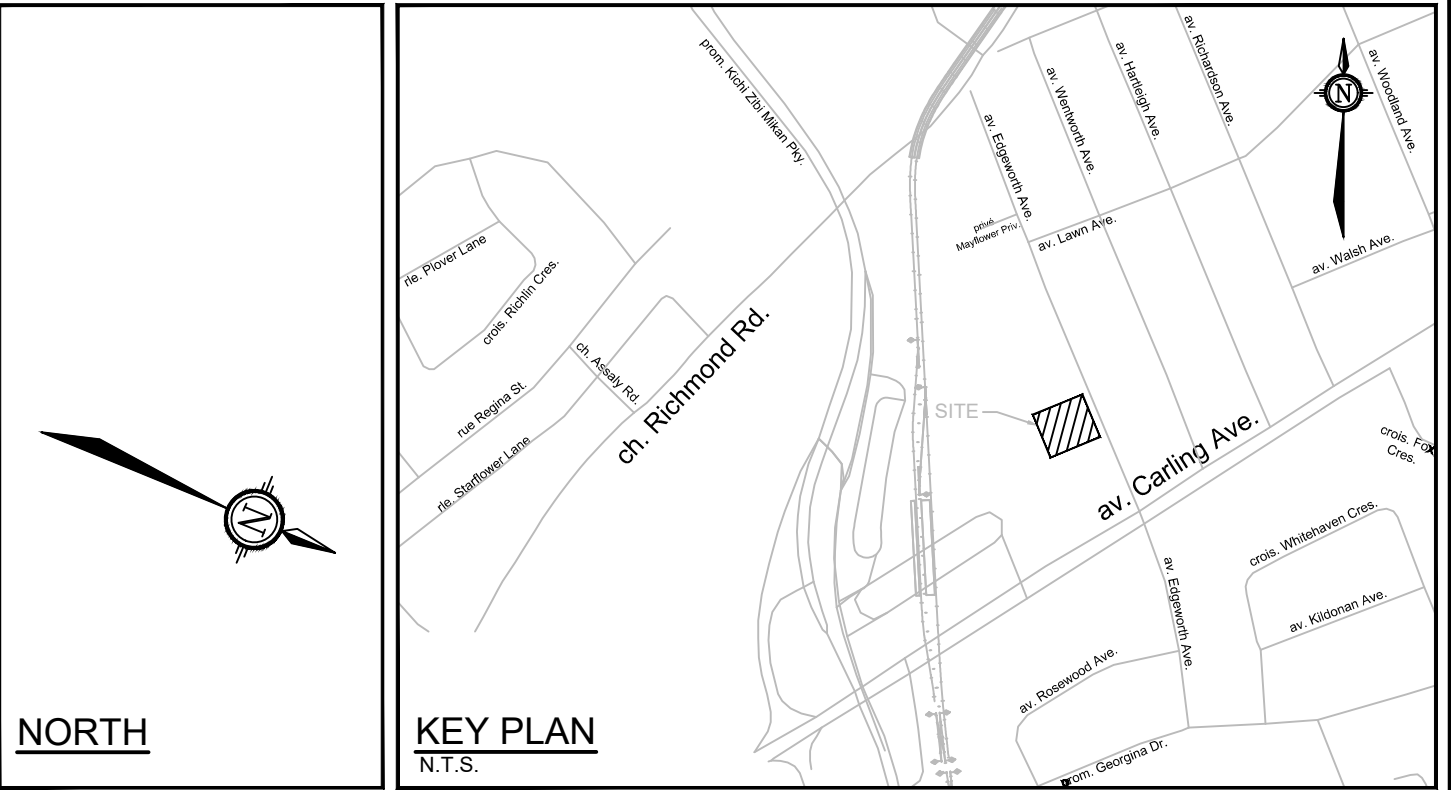 N
NORTH
prom. Kichi Zibi Mikan Pky.
av. Edgeworth Ave.
av. Wentworth Ave.
av. Hartleigh Ave.
av. Richardson Ave.
N
av. Woodland Ave.
privé
Mayflower Priv.
av. Lawn Ave.
av. Walsh Ave.
rle. Plover Lane
crois. Richlin Cres.
ch. Assaly Rd.
rue Regina St.
rle. Starflower Lane
ch. Richmond Rd.
SITE
av. Carling Ave.
crois. Fox
Cres.
crois. Whitehaven Cres.
av. Kildonan Ave.
av. Edgeworth Ave.
av. Rosewood Ave.
prom. Georgina Dr.
KEY PLAN
N.T.S.